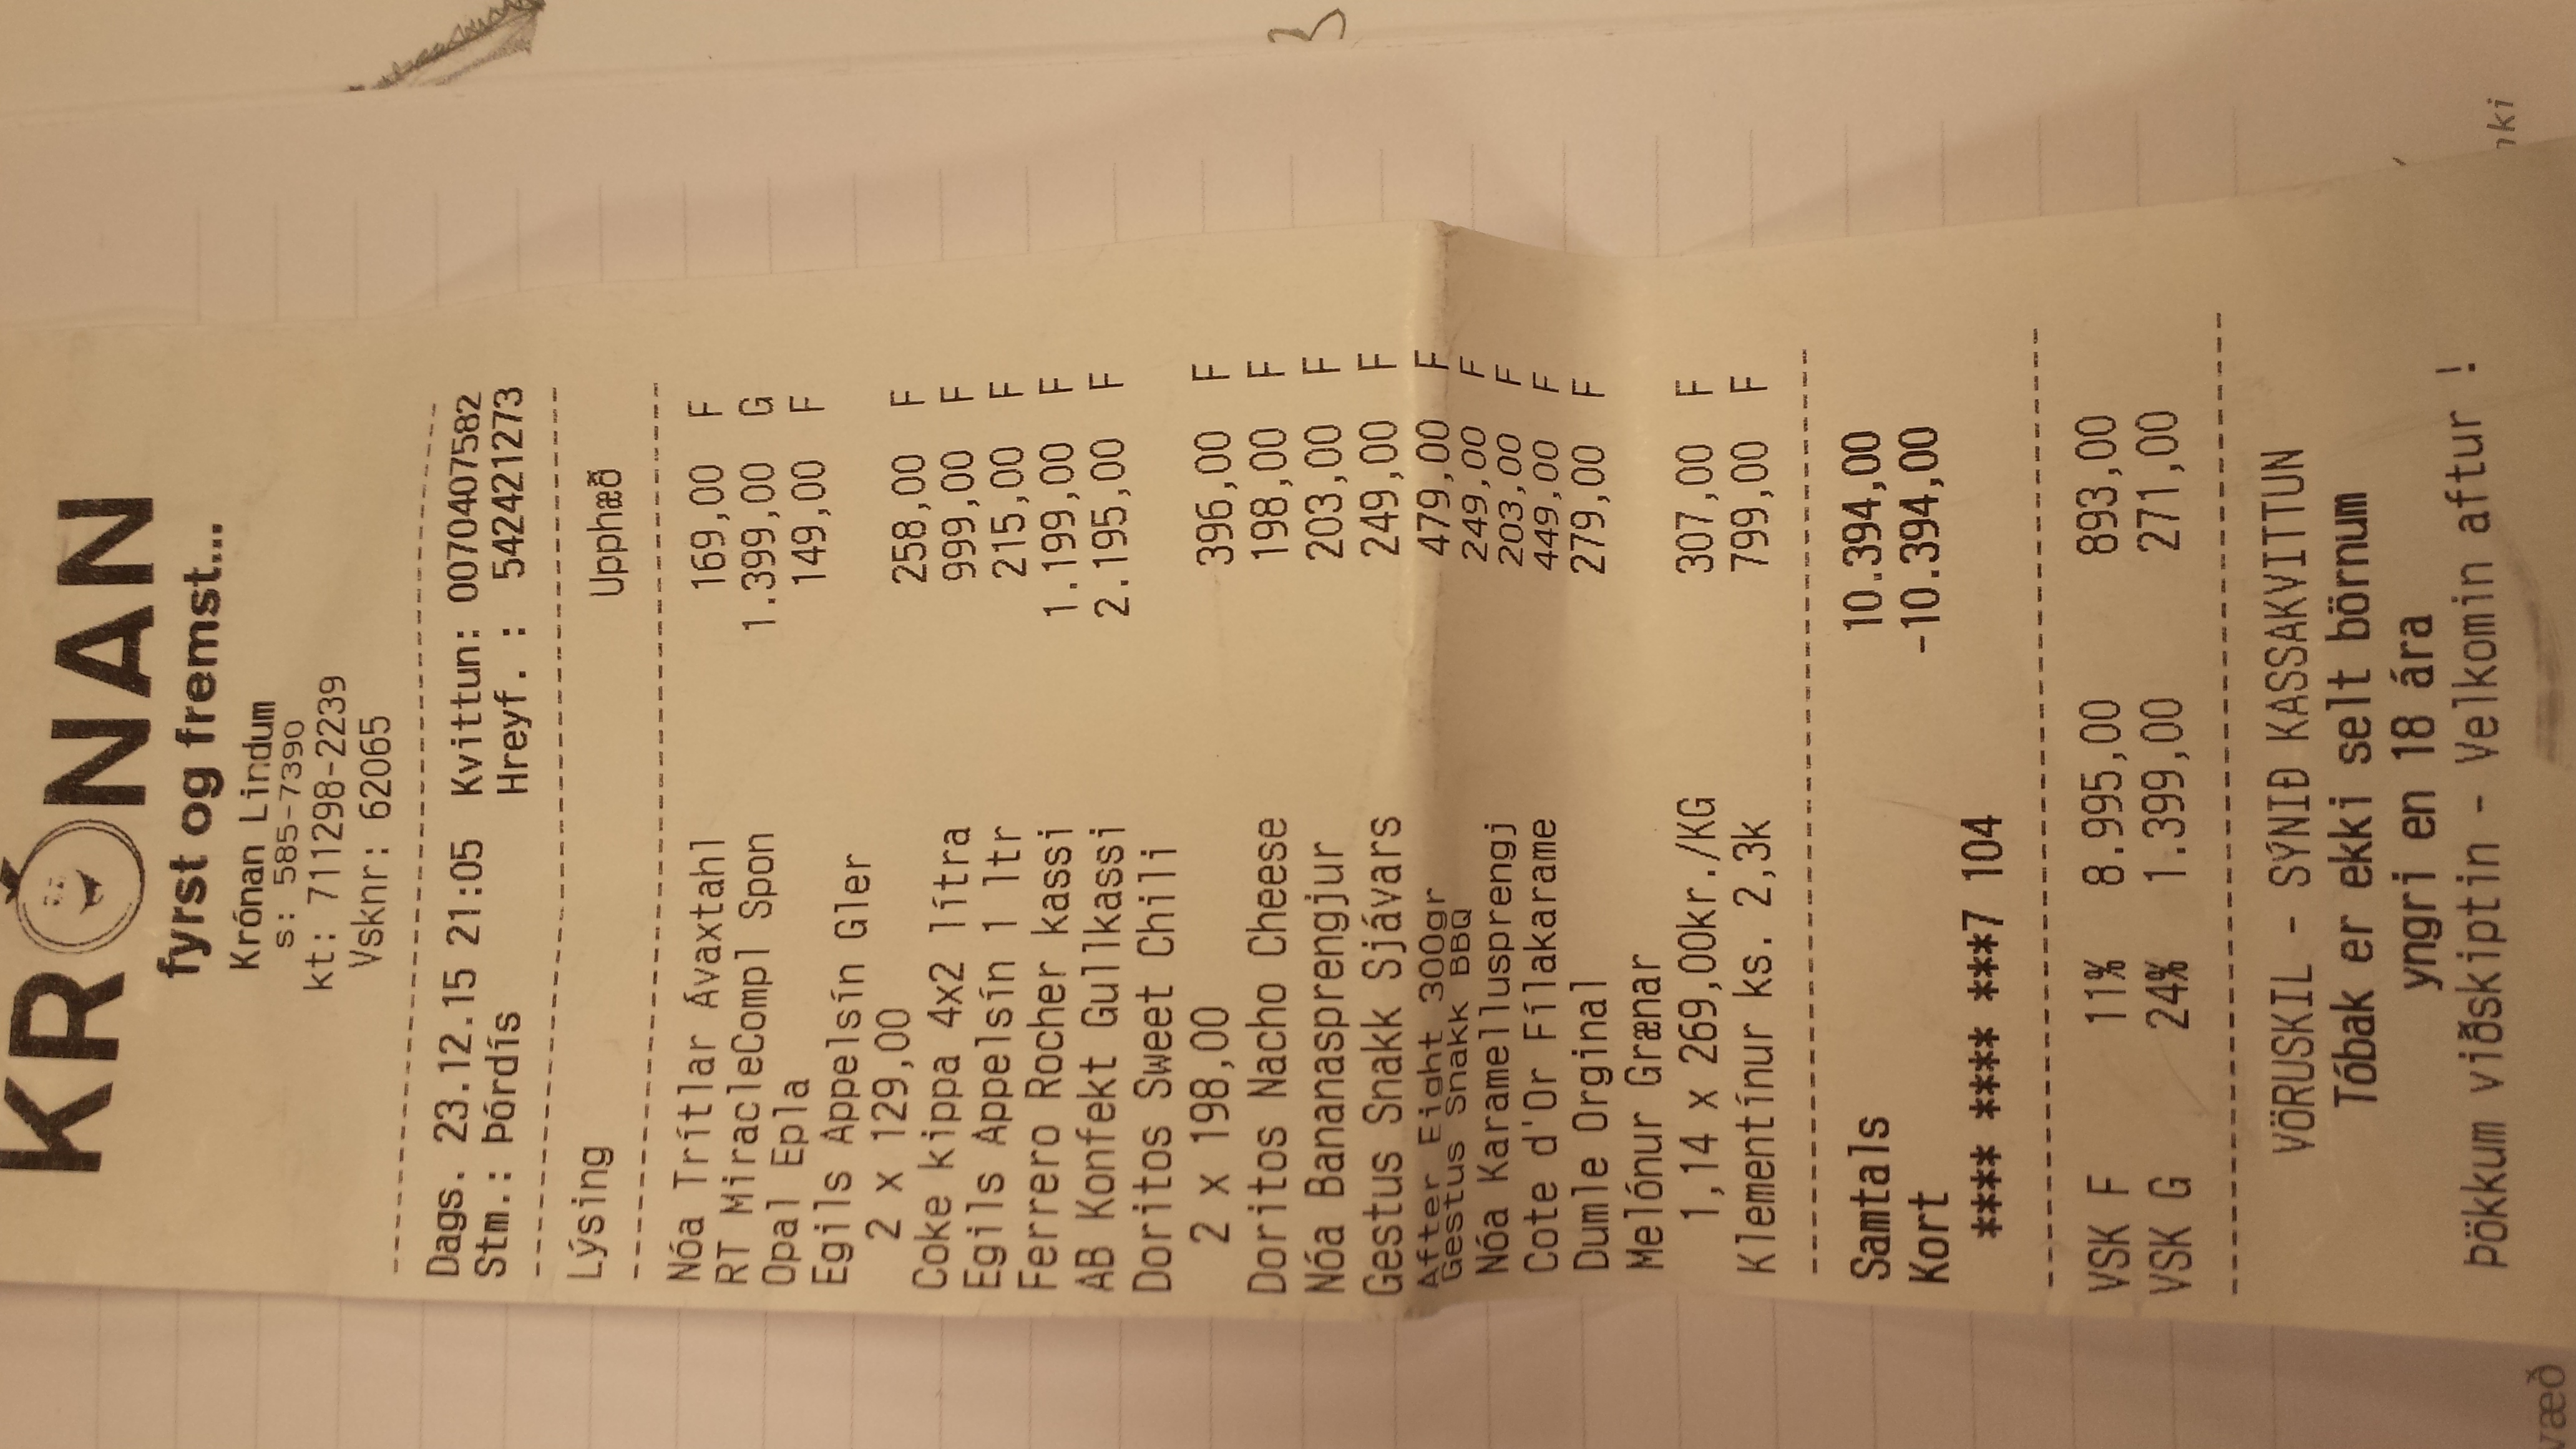 KRÓNAN
fyrst og fremst...
Krónan Lindum
s: 585-7390
kt: 711298-2239
Vsknr: 62065
Dags. 23.12.15 21:05 Kvittun: 00704075­82
Stm.: Þórdís Hreyf. : 542421273
Lýsing Upphæð
Nóa Trítlar Ávaxtahl 169,00 F
RT MiracleCompl Spon 1.399,00 G
Opal Epla 149,00 F
Egils Appelsín Gler
2 x 129,00 258,00 F
Coke kippa 4x2 lítra 999,00 F
Egils Appelsín 1 ltr 215,00 F
Ferrero Rocher kassi 1.199,00 F
AB Konfekt Gullkassi 2.195,00 F
Doritos Sweet Chili
2 x 198,00 396,00 F
Doritos Nacho Cheese 198,00 F
Nóa Bananasprengjur 203,00 F
Gestus Snakk Sjávars 249,00 F
After Eight 300gr 479,00 F
Gestus Snakk BBQ 249,00 F
Nóa Karamellusprengj 203,00 F
Cote d'Or Fílakarame 449,00 F
Dumle Orginal 279,00 F
Melónur Grænar
1,14 x 269,00kr./KG 307,00 F
Klementínur ks. 2,3k 799,00 F
Samtals 10.394,00
Kort -10.394,00
**** **** ***7 104
VSK F 11% 8.995,00 893,00
VSK G 24% 1.399,00 271,00
VÖRUSKIL - SÝNIÐ KASSAKVITTUN
Tóbak er ekki selt börnum
yngri en 18 ára
Þökkum viðskiptin - Velkomin aftur !